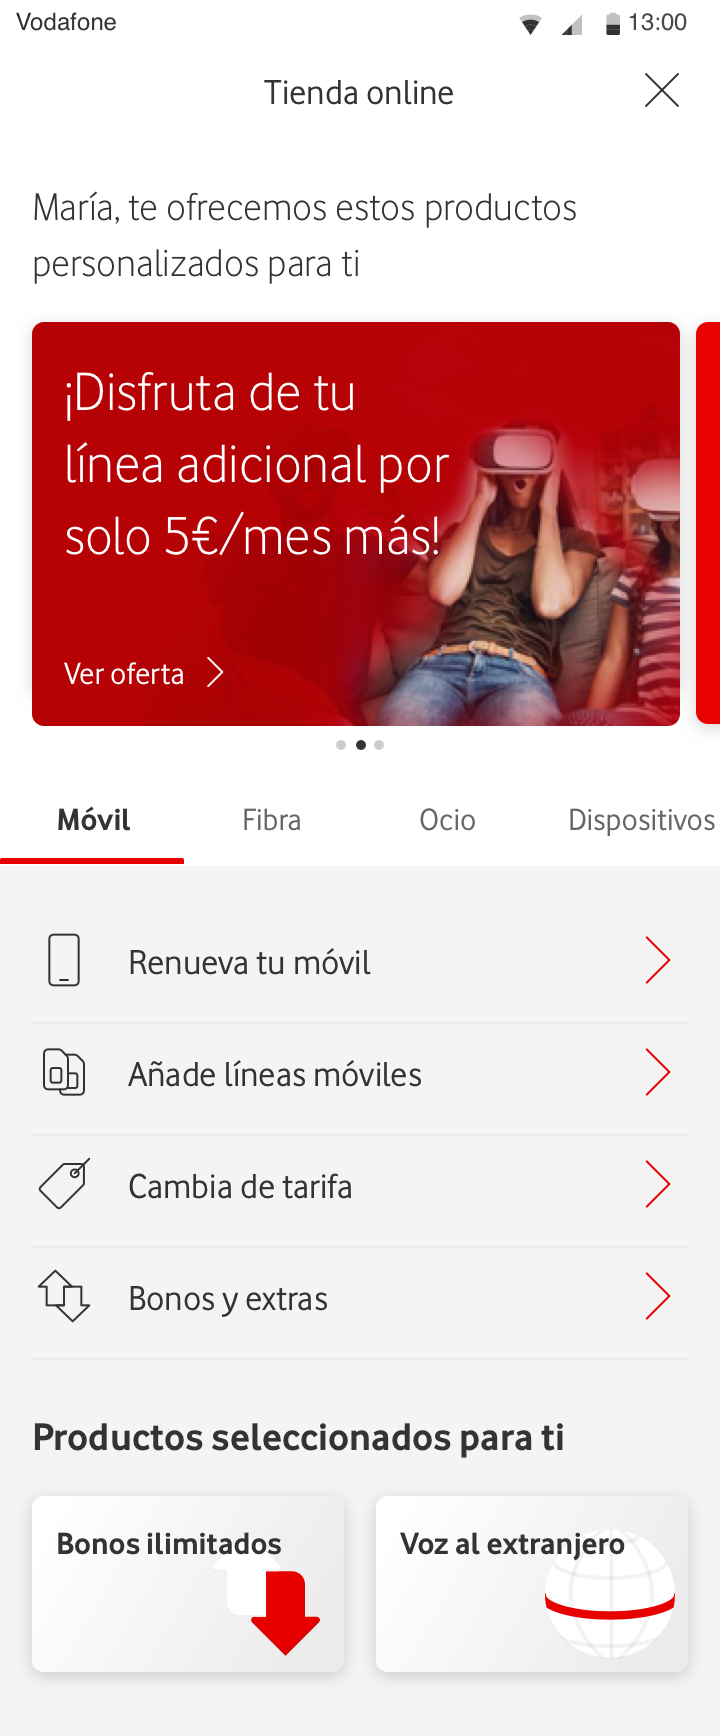 Vodafone
13:00
Tienda online
María, te ofrecemos estos productos
personalizados para ti
¡Disfruta de tu
línea adicional por
solo 5€/mes más!
Ver oferta
Móvil
Fibra
Ocio
Dispositivos
Renueva tu móvil
Añade líneas móviles
Cambia de tarifa
Bonos y extras
Productos seleccionados para ti
Bonos ilimitados
Voz al extranjero